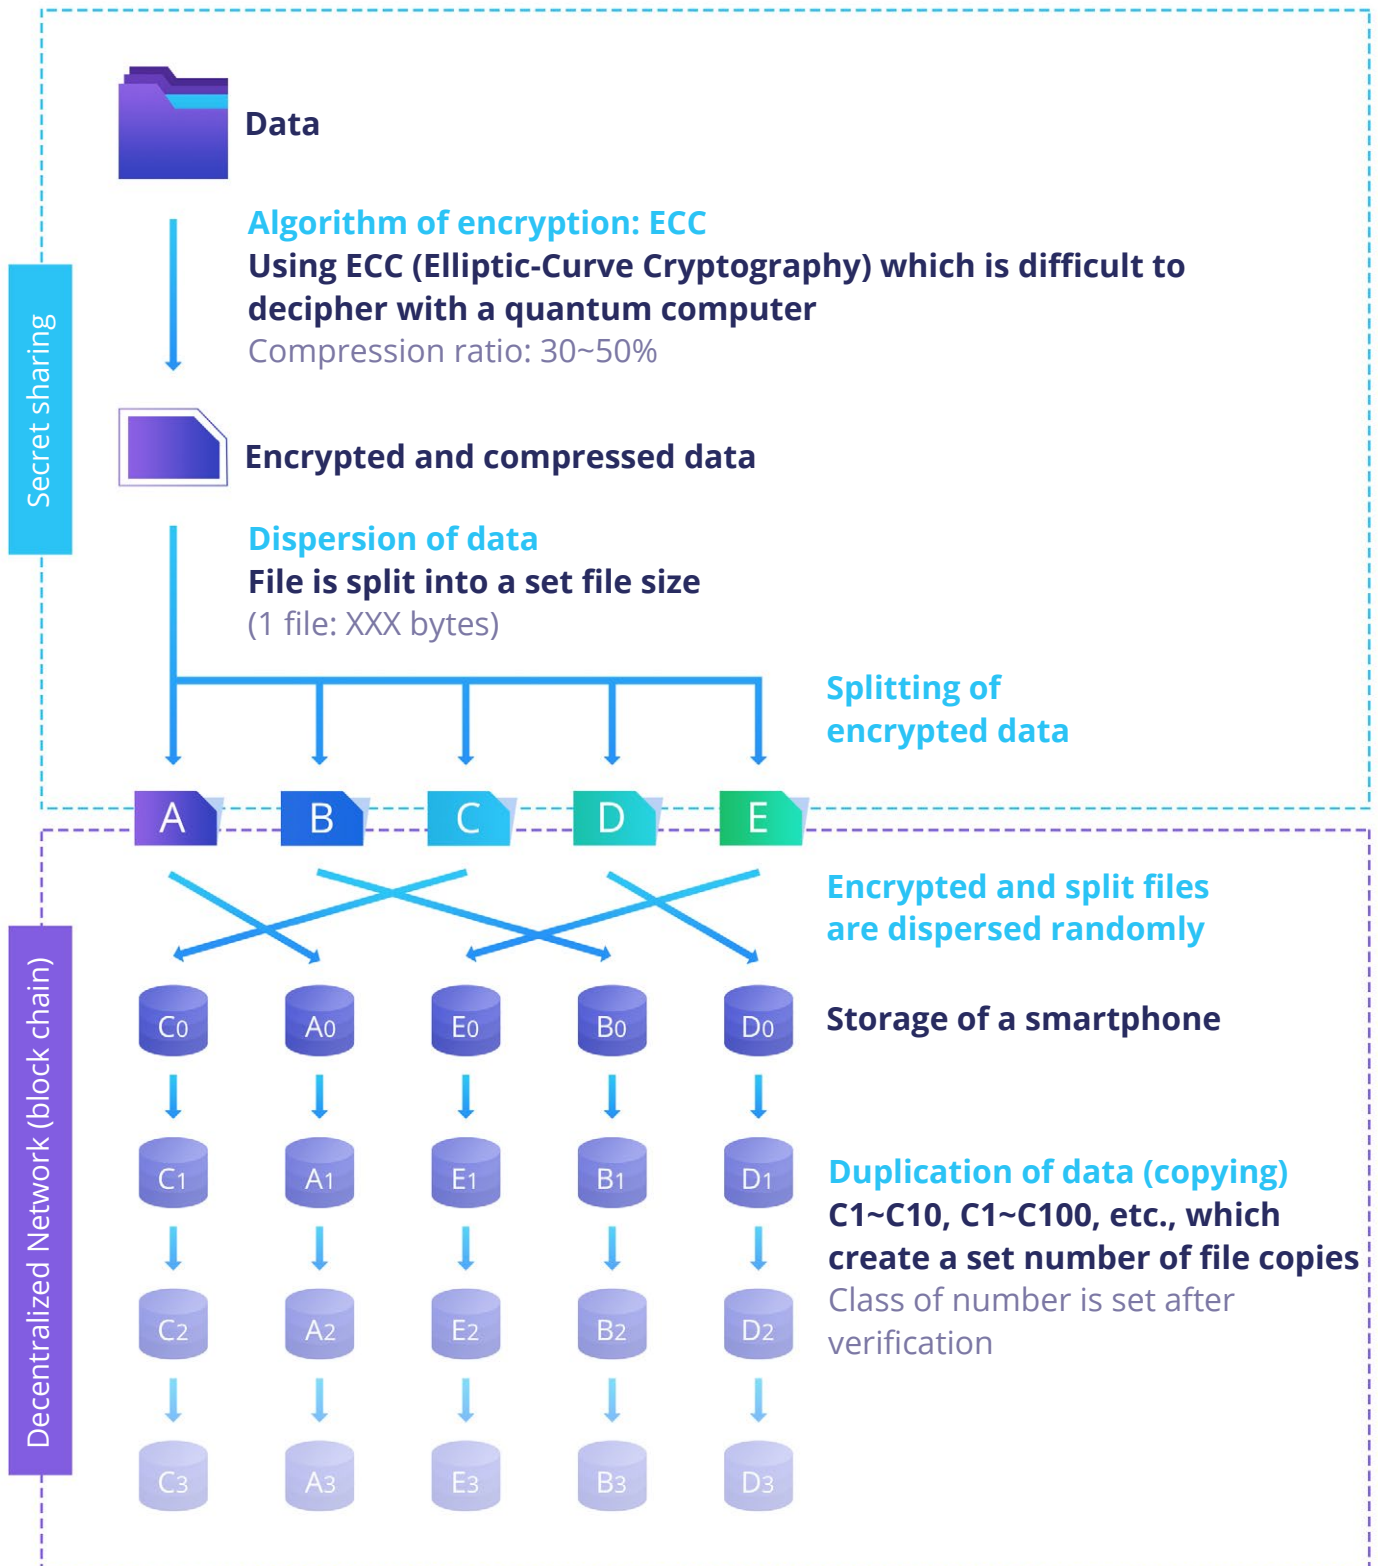 Data
Algorithm of encryption: ECC
Using ECC (Elliptic-Curve Cryptography) which is difficult to
decipher with a quantum computer
Compression ratio: 30~50%
Secret sharing
Encrypted and compressed data
Dispersion of data
File is split into a set file size
(1 file: XXX bytes)
Splitting of
encrypted data
A B C D E
Encrypted and split files
are dispersed randomly
Decentralized Network (block chain)
C0 A0 E0 B0 D0
Storage of a smartphone
C1 A1 E1 B1 D1
Duplication of data (copying)
C1~C10, C1~C100, etc., which
create a set number of file copies
Class of number is set after
verification
C2 A2 E2 B2 D2
C3 A3 E3 B3 D3